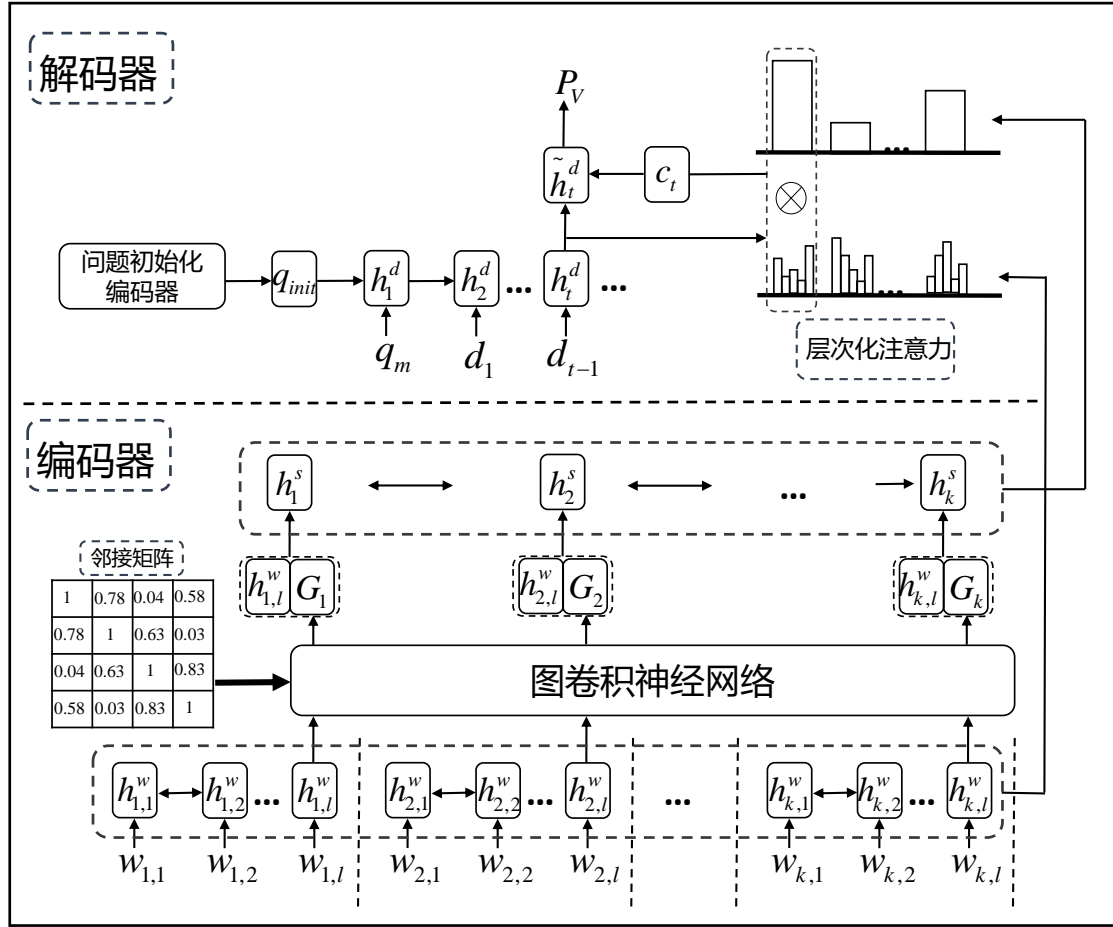 解码器
P_V
h̃_t^d c_t
...
问题初始化
编码器
q_{init} h_1^d h_2^d ... h_t^d ...
...
q_m d_1 d_{t-1}
层次化注意力
编码器
h_1^s h_2^s ... h_k^s
邻接矩阵
h_{1,l}^w G_1 h_{2,l}^w G_2 h_{k,l}^w G_k
1 0.78 0.04 0.58
0.78 1 0.63 0.03
0.04 0.63 1 0.83
0.58 0.03 0.83 1
图卷积神经网络
h_{1,1}^w h_{1,2}^w ... h_{1,l}^w h_{2,1}^w h_{2,2}^w ... h_{2,l}^w ... h_{k,1}^w h_{k,2}^w ... h_{k,l}^w
w_{1,1} w_{1,2} w_{1,l} w_{2,1} w_{2,2} w_{2,l} w_{k,1} w_{k,2} w_{k,l}